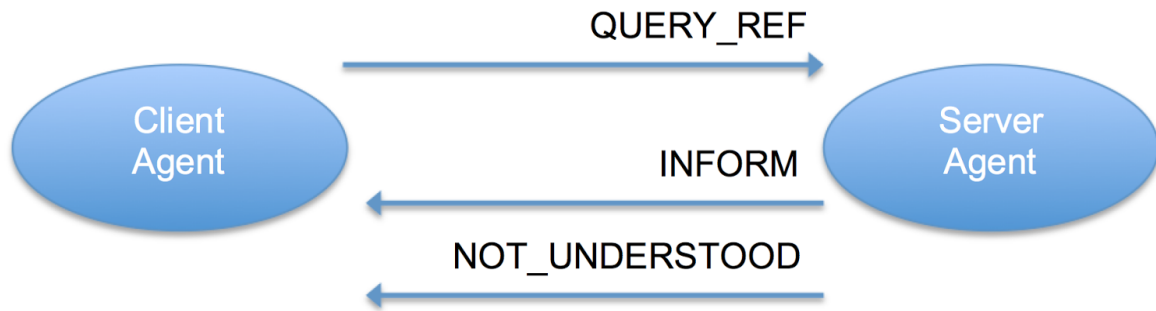 QUERY_REF
Client
Agent
Server
Agent
INFORM
NOT_UNDERSTOOD